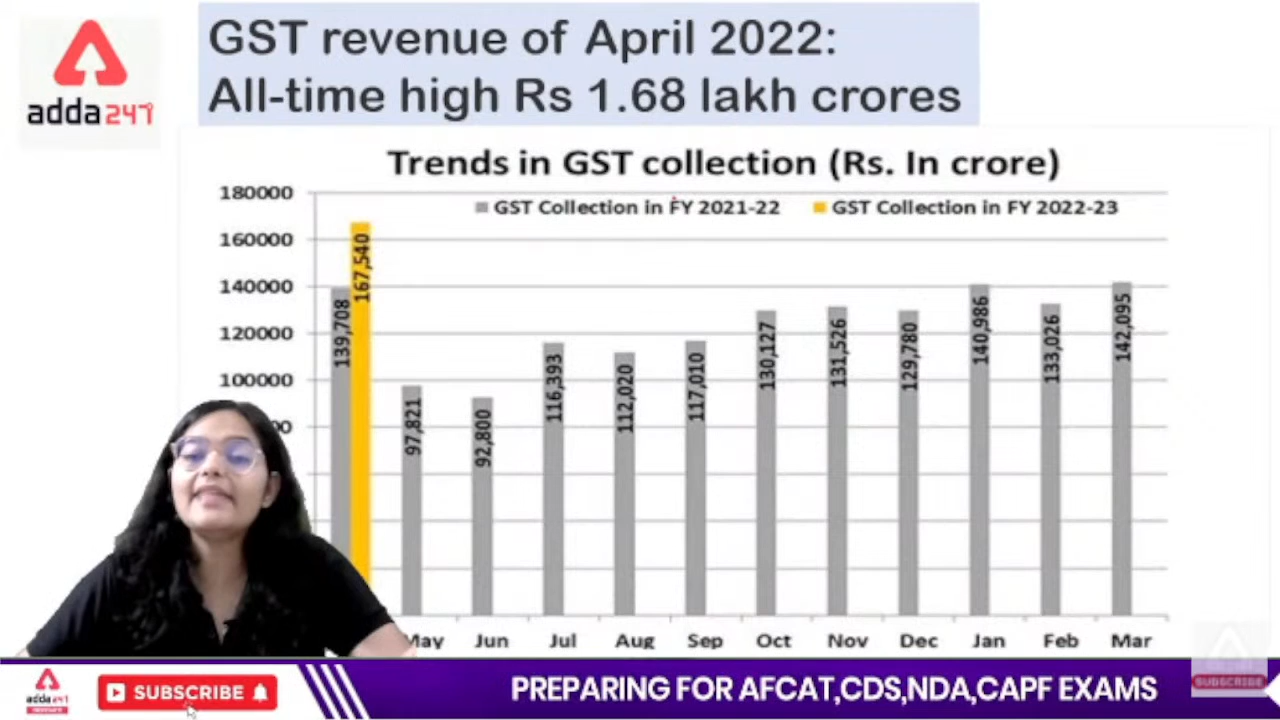 GST revenue of April 2022:
All-time high Rs 1.68 lakh crores
adda247
Trends in GST collection (Rs. In crore)
GST Collection in FY 2021-22
GST Collection in FY 2022-23
180000
160000
140000
120000
100000
139,708
167,540
97,821
92,800
116,393
112,020
117,010
130,127
131,526
129,780
140,986
133,026
142,095
May
Jun
Jul
Aug
Sep
Oct
Nov
Dec
Jan
Feb
Mar
SUBSCRIBE
adda247
SUBSCRIBE
PREPARING FOR AFCAT,CDS,NDA,CAPF EXAMS